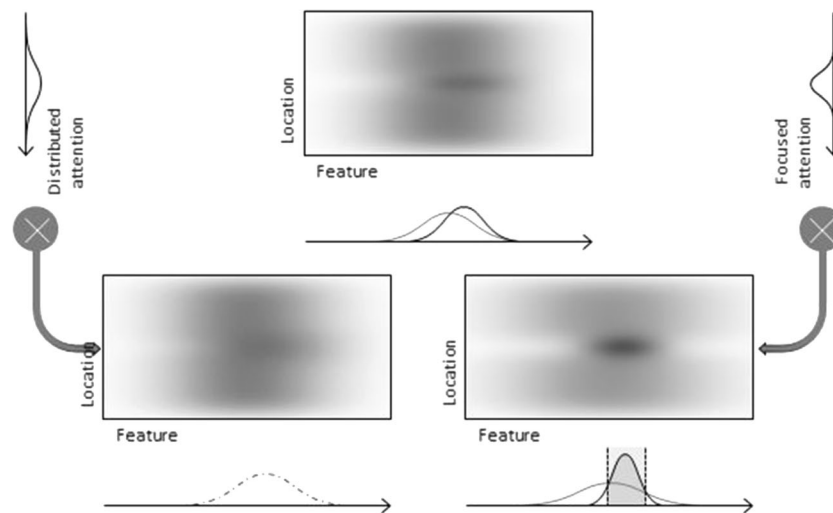 Location
Feature
Distributed
attention
Focused
attention
Location
Feature
Location
Feature